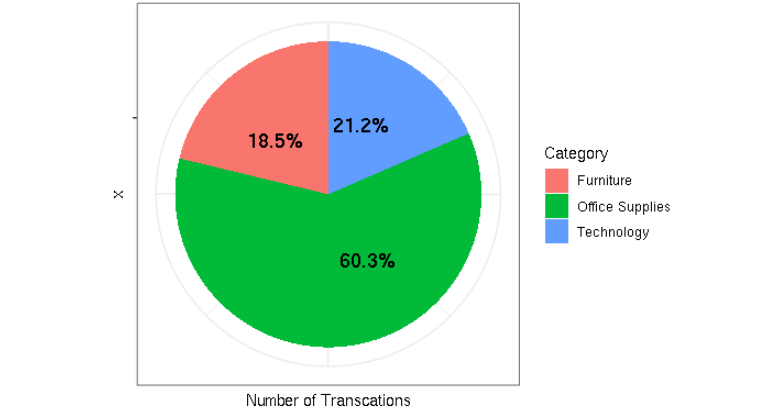 21.2%
18.5%
60.3%
x
Number of Transcations
Category
Furniture
Office Supplies
Technology